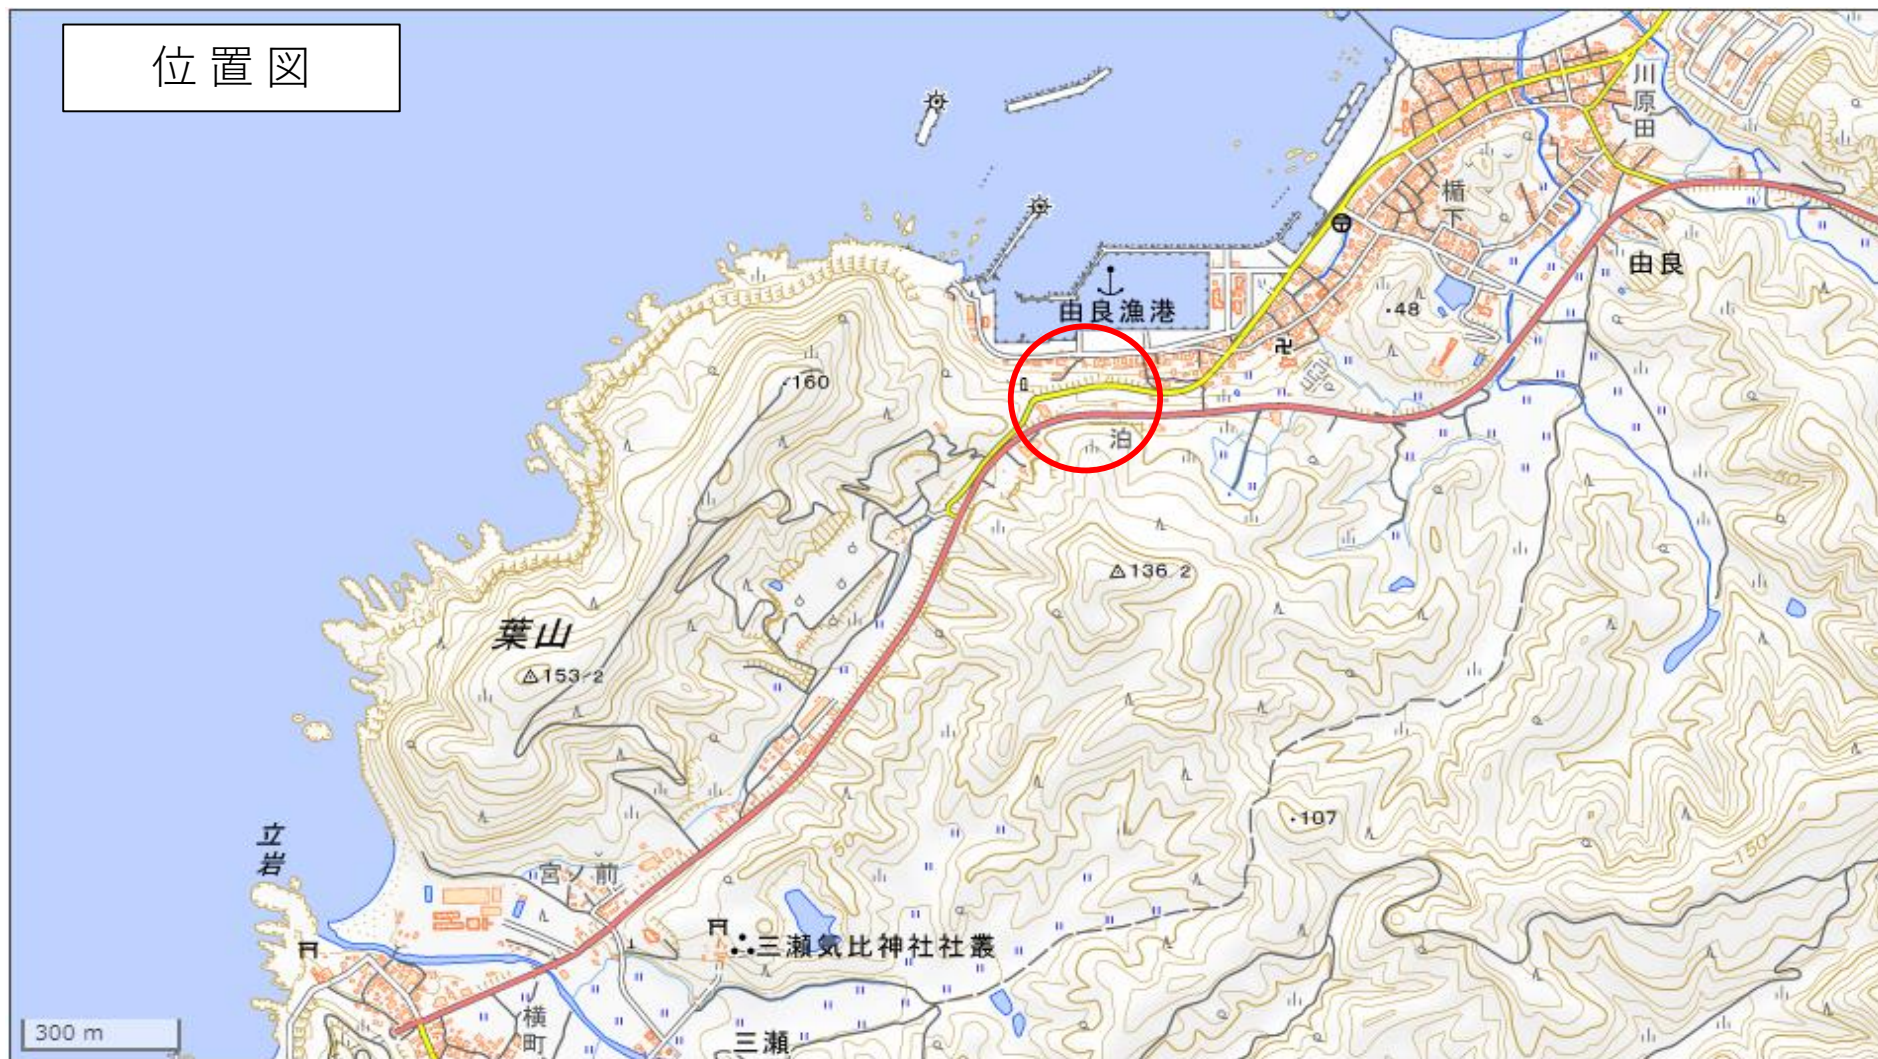 位置図
川原田
楯下
由良
由良漁港
・48
・160
泊
136.2
葉山
153.2
・107
50
150
立岩
宮ノ前
三瀬気比神社社叢
横町
三瀬
300 m